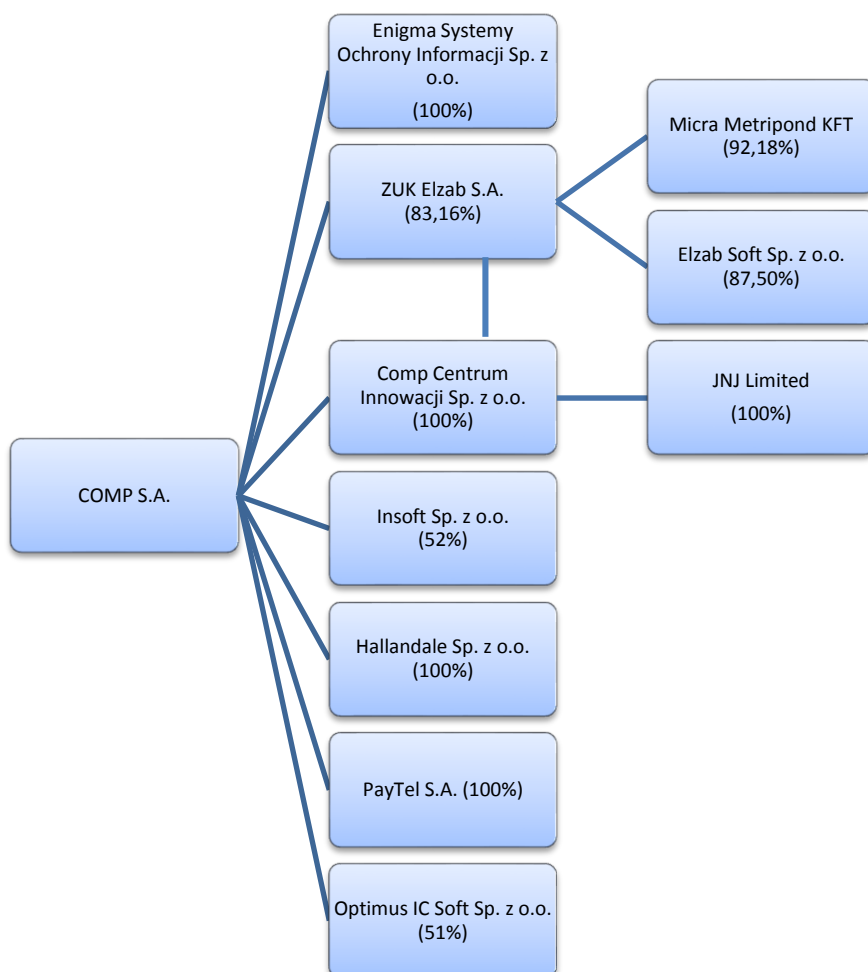 Enigma Systemy
Ochrony Informacji Sp. z
o.o.
(100%)
Micra Metripond KFT
(92,18%)
ZUK Elzab S.A.
(83,16%)
Elzab Soft Sp. z o.o.
(87,50%)
Comp Centrum
Innowacji Sp. z o.o.
(100%)
JNJ Limited
(100%)
COMP S.A.
Insoft Sp. z o.o.
(52%)
Hallandale Sp. z o.o.
(100%)
PayTel S.A. (100%)
Optimus IC Soft Sp. z o.o.
(51%)